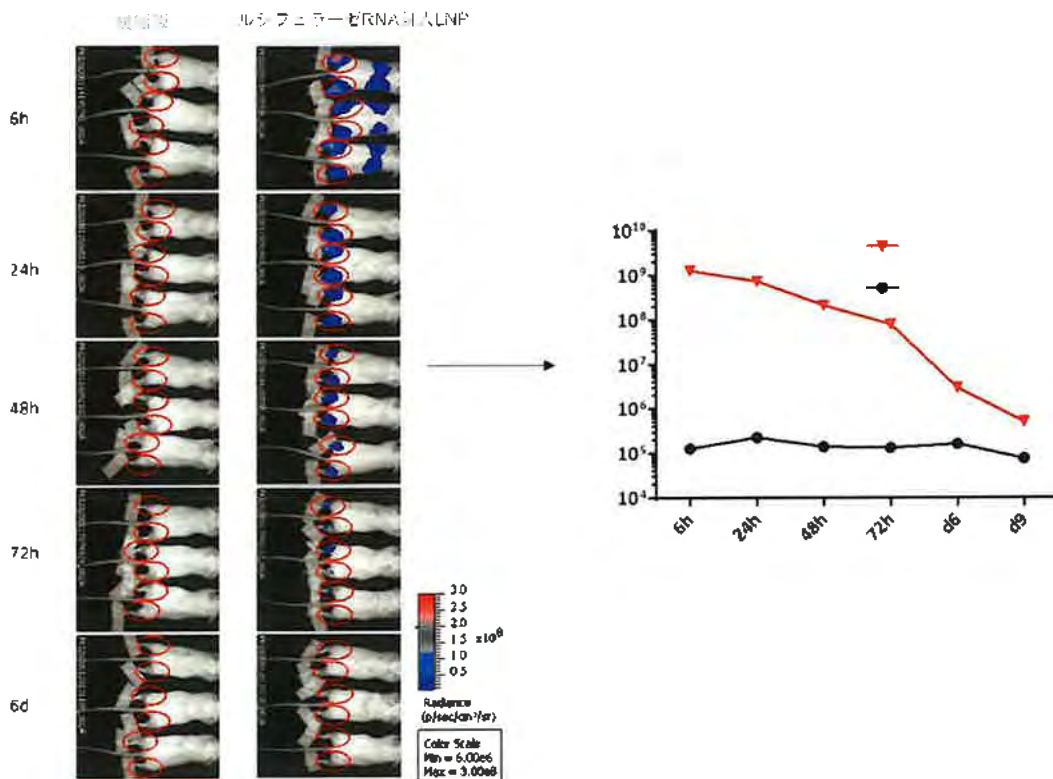 ルシフェラーゼRNA封入LNP
6h
24h
48h
72h
6d
3.0
2.5
2.0
1.5
1.0
0.5
x10⁸
Radiance
(p/sec/cm²/sr)
Color Scale
Min = 6.00e6
Max = 3.00e8
10¹⁰
10⁹
10⁸
10⁷
10⁶
10⁵
10⁴
6h
24h
48h
72h
d6
d9